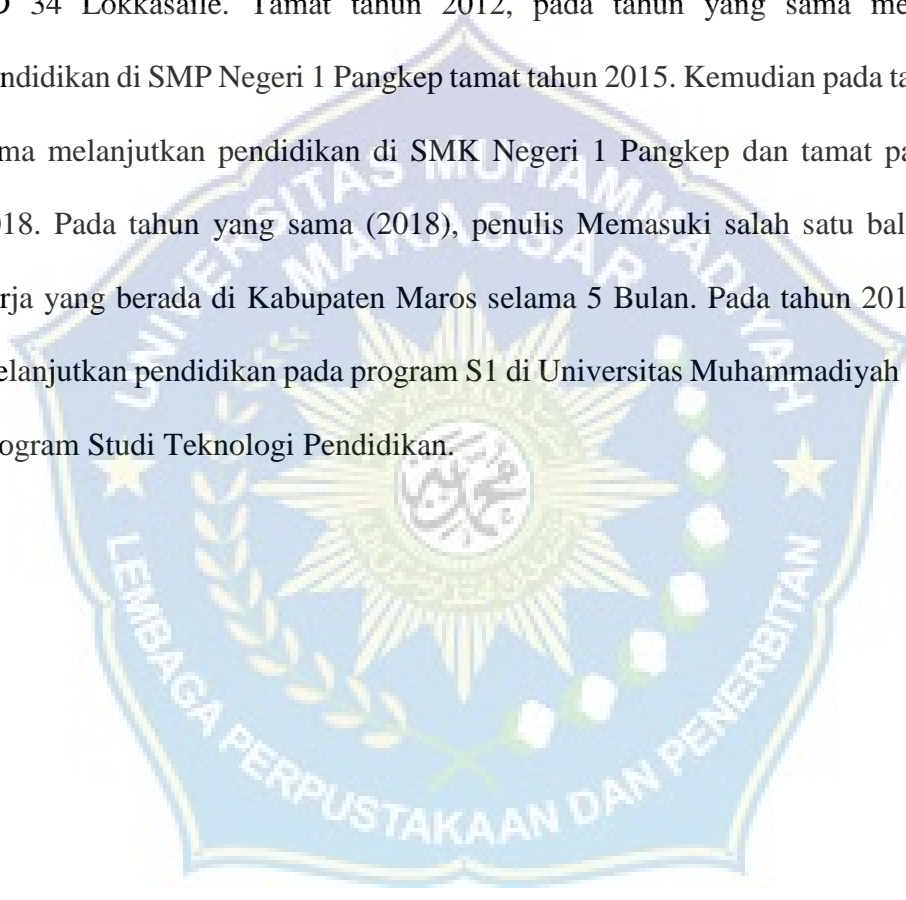 D 34 Lokkasaile. Tamat tahun 2012, pada tahun yang sama me
endidikan di SMP Negeri 1 Pangkep tamat tahun 2015. Kemudian pada ta
ma melanjutkan pendidikan di SMK Negeri 1 Pangkep dan tamat pa
018. Pada tahun yang sama (2018), penulis Memasuki salah satu bal
rja yang berada di Kabupaten Maros selama 5 Bulan. Pada tahun 201
elanjutkan pendidikan pada program S1 di Universitas Muhammadiyah
ogram Studi Teknologi Pendidikan.
UNIVERSITAS MUHAMMADIYAH
MAKASSAR
LEMBAGA PERPUSTAKAAN DAN PENERBITAN